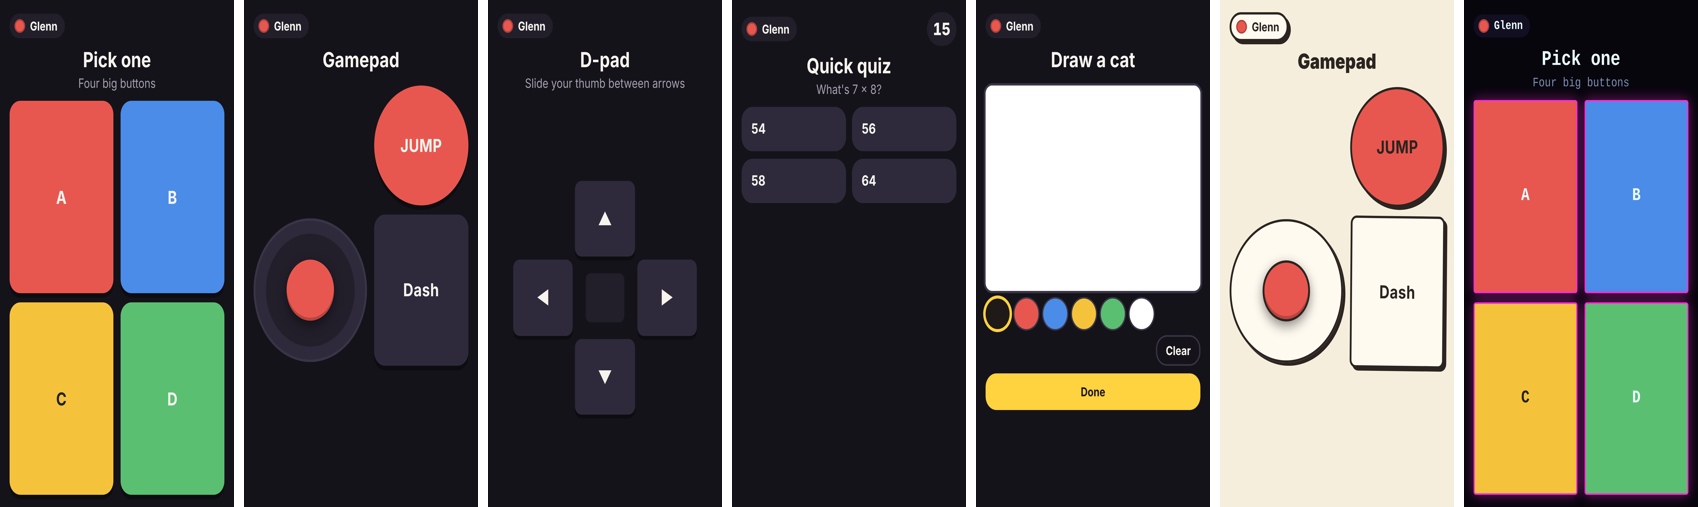 Glenn
Pick one
Four big buttons
A
B
C
D
Glenn
Gamepad
JUMP
Dash
Glenn
D-pad
Slide your thumb between arrows
Glenn
15
Quick quiz
What's 7 × 8?
54
56
58
64
Glenn
Draw a cat
Clear
Done
Glenn
Gamepad
JUMP
Dash
Glenn
Pick one
Four big buttons
A
B
C
D